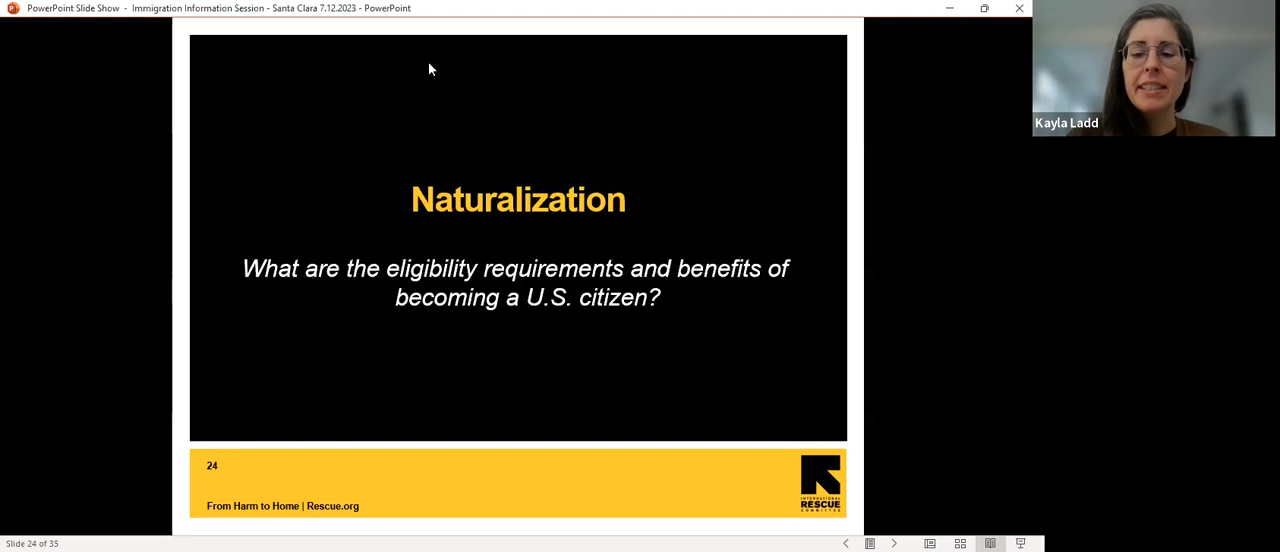 PowerPoint Slide Show - Immigration Information Session - Santa Clara 7.12.2023 - PowerPoint
Kayla Ladd
Naturalization
What are the eligibility requirements and benefits of
becoming a U.S. citizen?
24
From Harm to Home | Rescue.org
INTERNATIONAL
RESCUE
COMMITTEE
Slide 24 of 35